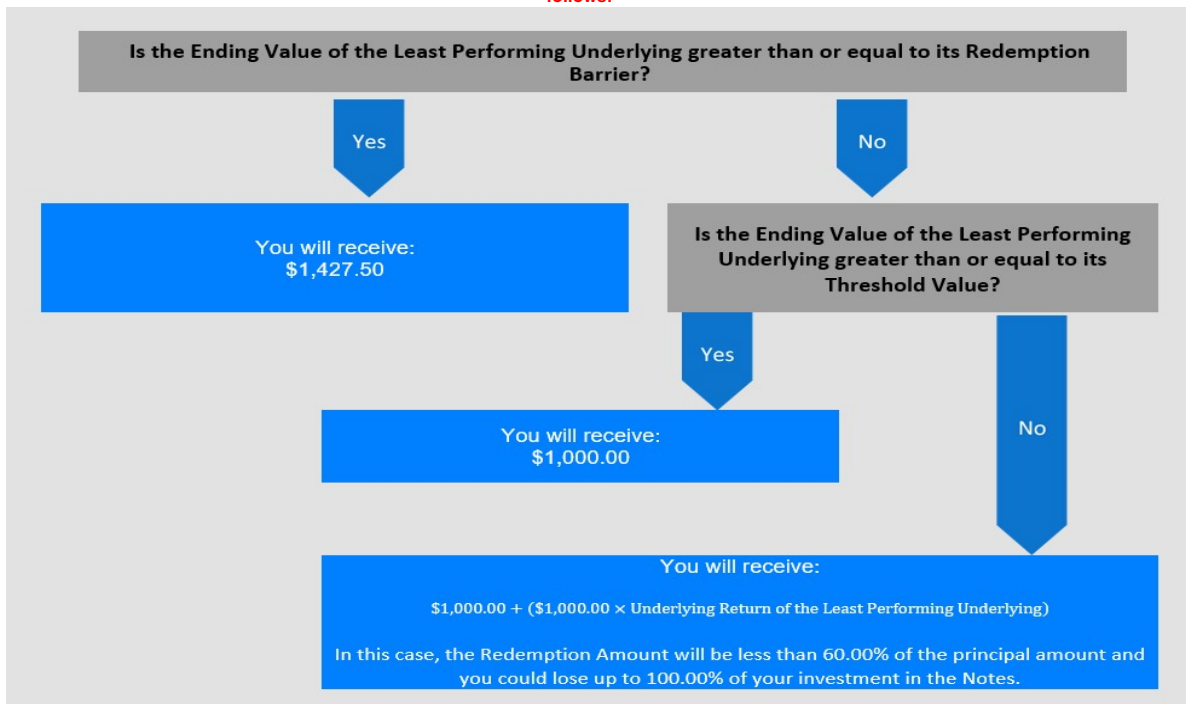 follows:
Is the Ending Value of the Least Performing Underlying greater than or equal to its Redemption
Barrier?
Yes
No
You will receive:
$1,427.50
Is the Ending Value of the Least Performing
Underlying greater than or equal to its
Threshold Value?
Yes
No
You will receive:
$1,000.00
You will receive:
$1,000.00 + ($1,000.00 × Underlying Return of the Least Performing Underlying)
In this case, the Redemption Amount will be less than 60.00% of the principal amount and
you could lose up to 100.00% of your investment in the Notes.